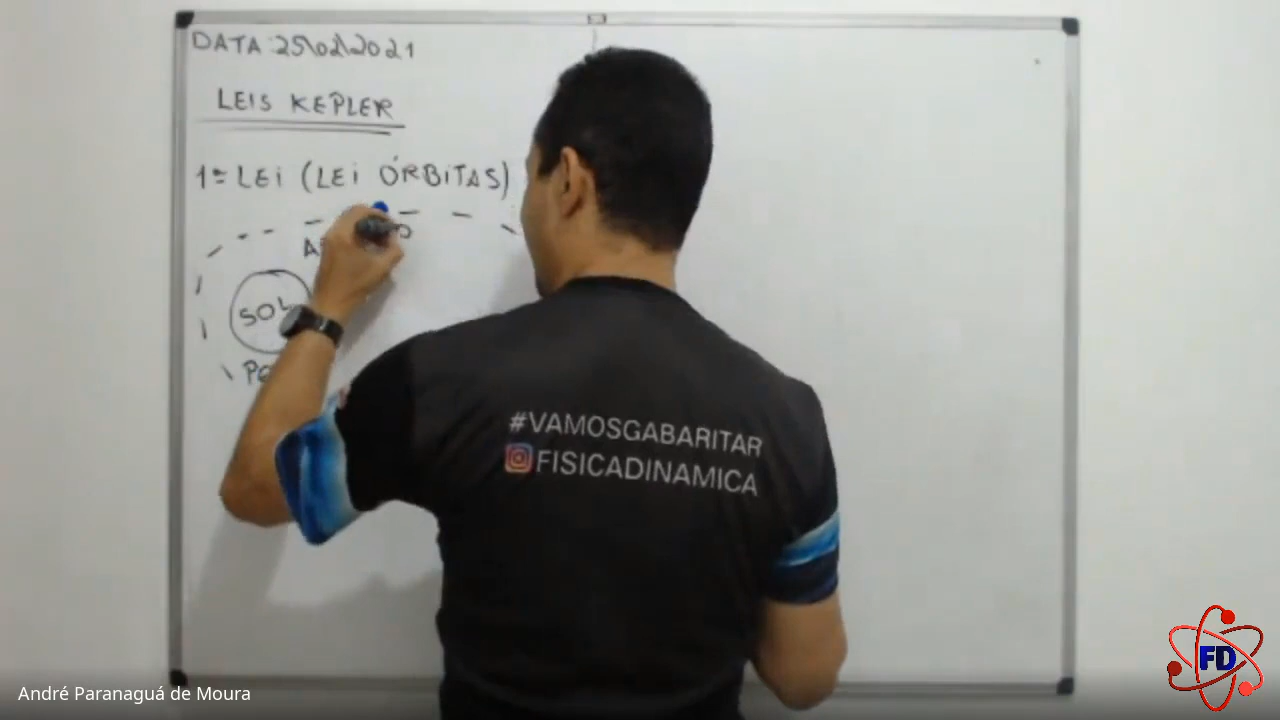 DATA 25\02\2021
LEIS KEPLER
1ª LEI (LEI ÓRBITAS)
SOL
#VAMOSGABARITAR
FISICADINAMICA
FD
André Paranaguá de Moura